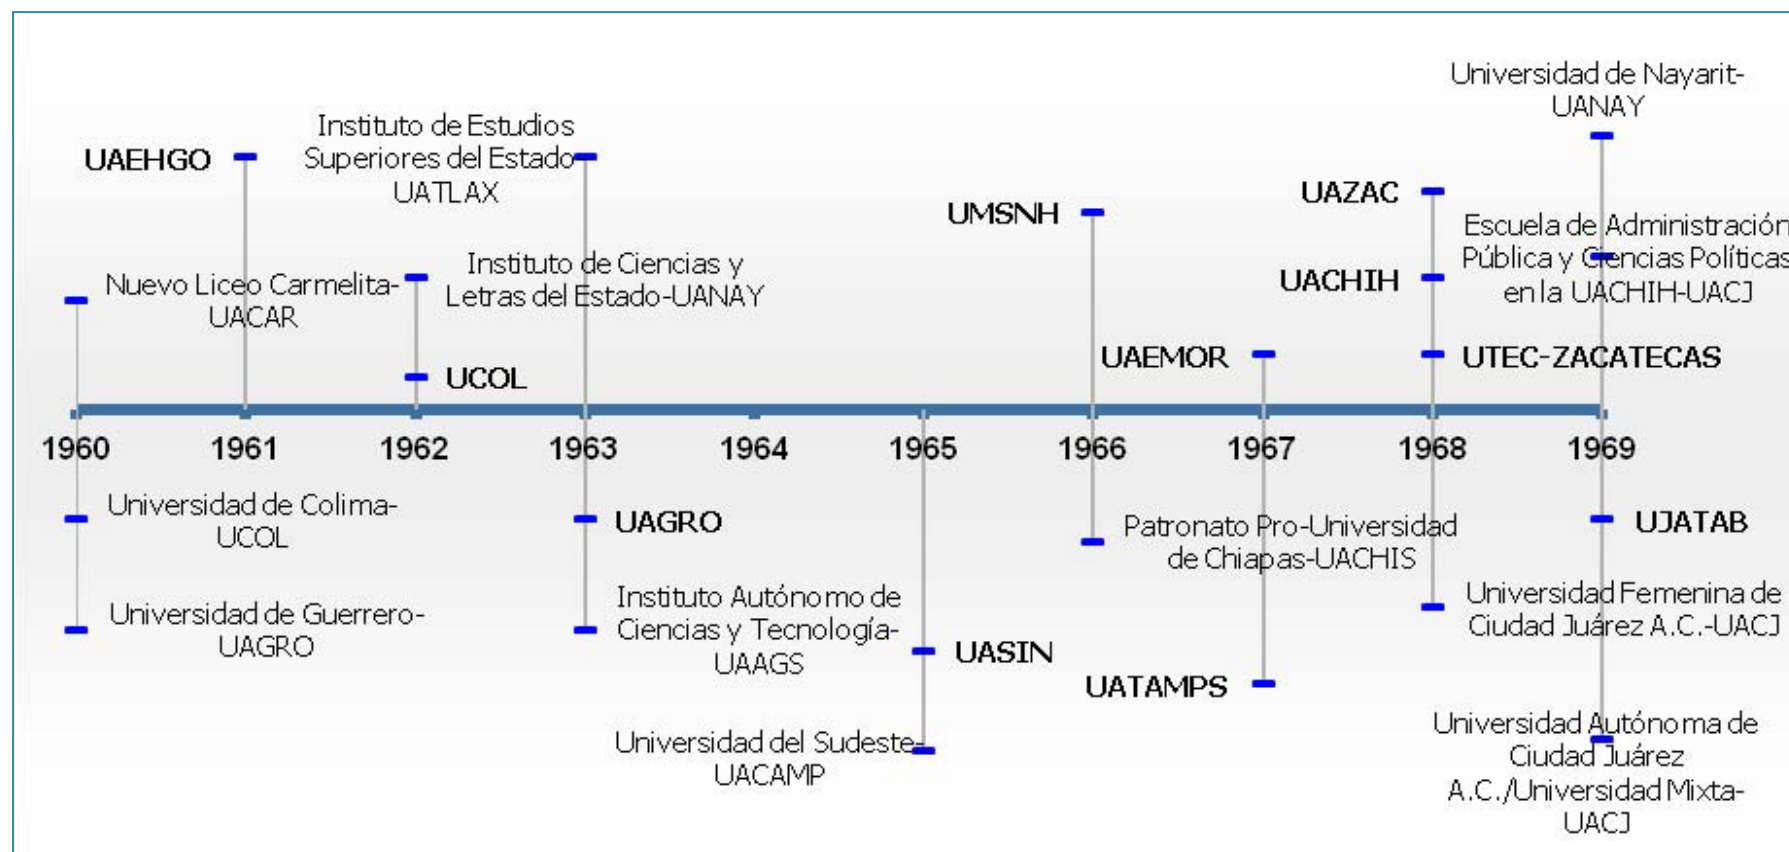 Universidad de Nayarit-
UANAY
Instituto de Estudios
Superiores del Estado-
UATLAX
UAEHGO
UMSNH
UAZAC
Escuela de Administración
Pública y Ciencias Políticas
en la UACHIH-UACJ
Nuevo Liceo Carmelita-
UACAR
Instituto de Ciencias y
Letras del Estado-UANAY
UACHIH
UCOL
UAEMOR
UTEC-ZACATECAS
1960 1961 1962 1963 1964 1965 1966 1967 1968 1969
Universidad de Colima-
UCOL
UAGRO
Patronato Pro-Universidad
de Chiapas-UACHIS
UJATAB
Universidad de Guerrero-
UAGRO
Instituto Autónomo de
Ciencias y Tecnología-
UAAGS
UASIN
UATAMPS
Universidad Femenina de
Ciudad Juárez A.C.-UACJ
Universidad del Sudeste-
UACAMP
Universidad Autónoma de
Ciudad Juárez
A.C./Universidad Mixta-
UACJ